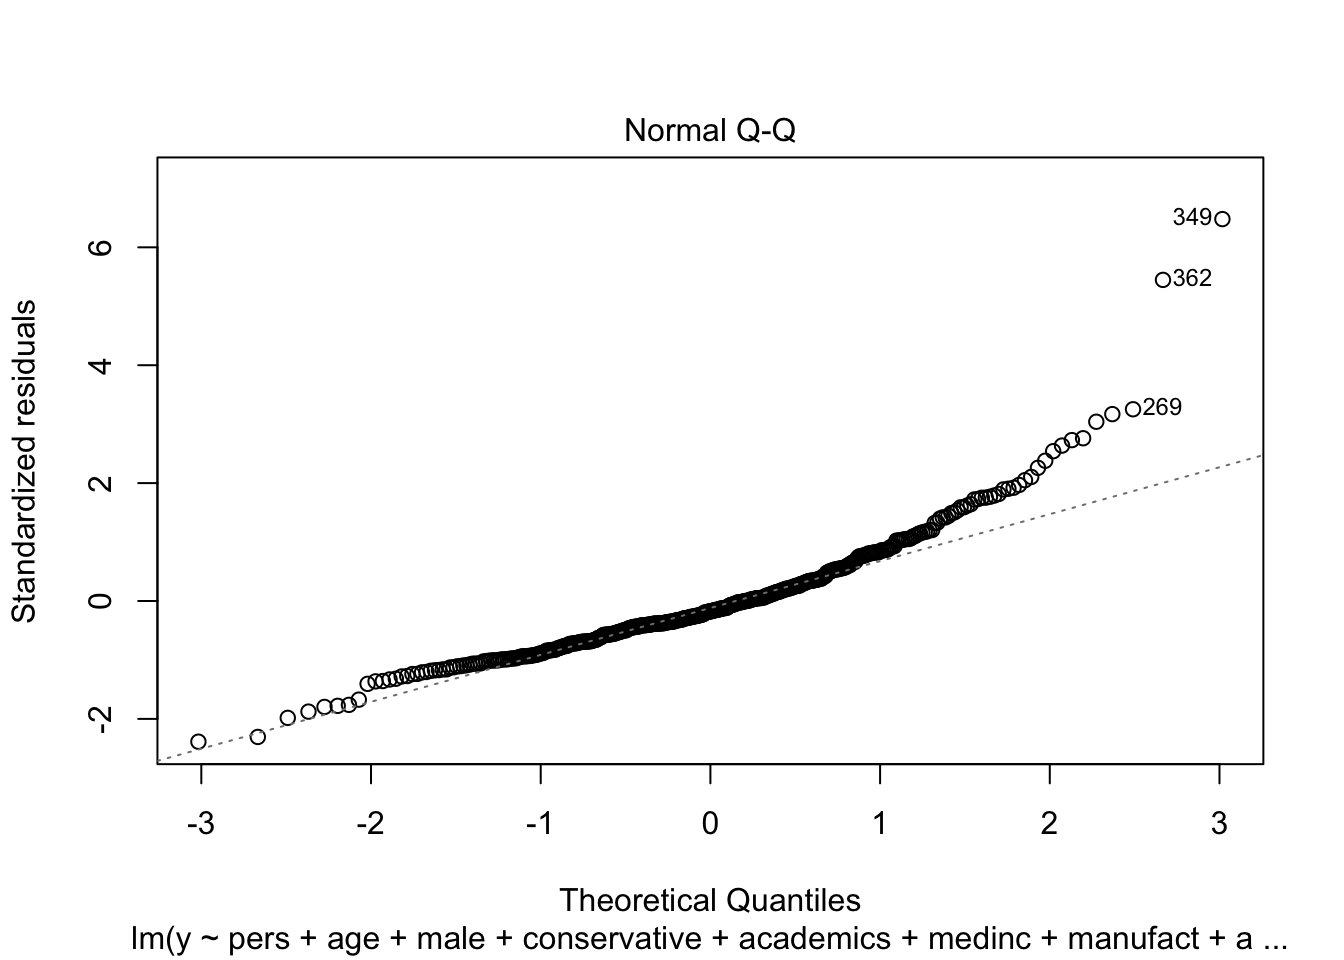 Normal Q-Q
349
362
269
6
4
2
0
-2
Standardized residuals
-3 -2 -1 0 1 2 3
Theoretical Quantiles
lm(y ~ pers + age + male + conservative + academics + medinc + manufact + a ...